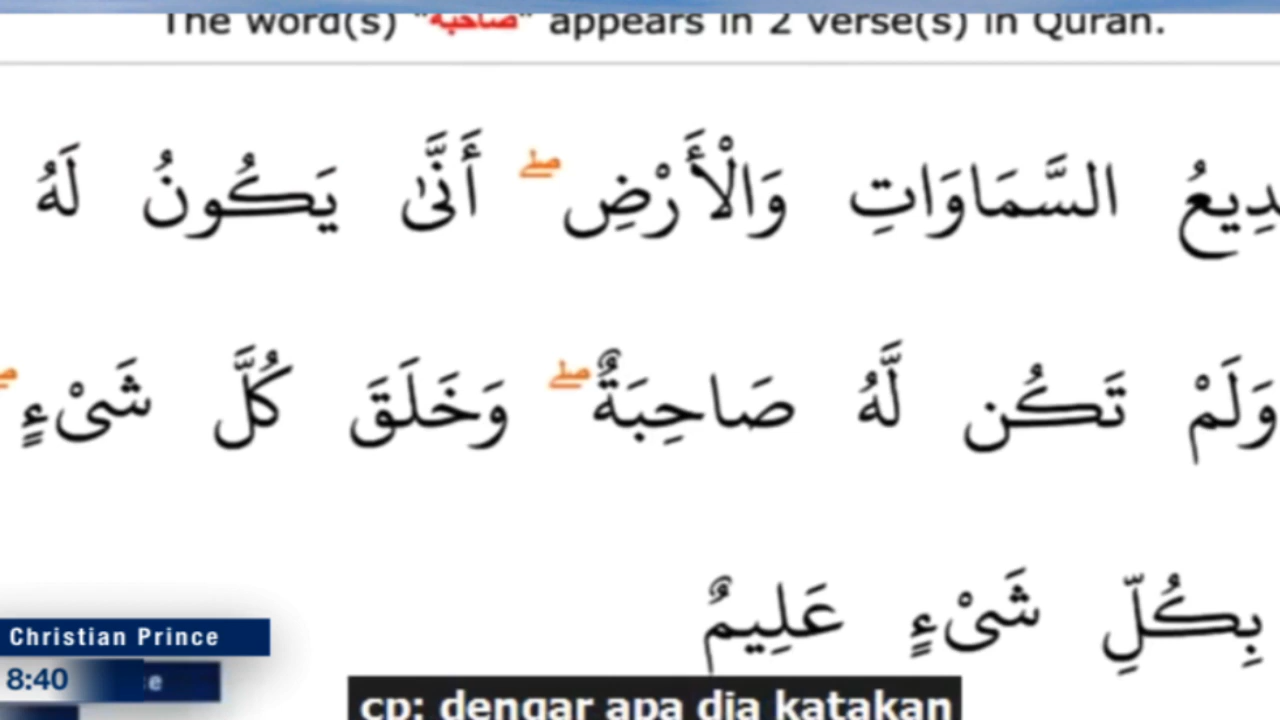 The word(s) "صاحبة" appears in 2 verse(s) in Quran.
السَّمَاوَاتِ وَالْأَرْضِ ۖ أَنَّىٰ يَكُونُ لَهُ
وَلَمْ تَكُن لَّهُ صَاحِبَةٌ ۖ وَخَلَقَ كُلَّ شَيْءٍ ۖ
بِكُلِّ شَيْءٍ عَلِيمٌ
Christian Prince
8:40
cp: dengar apa dia katakan